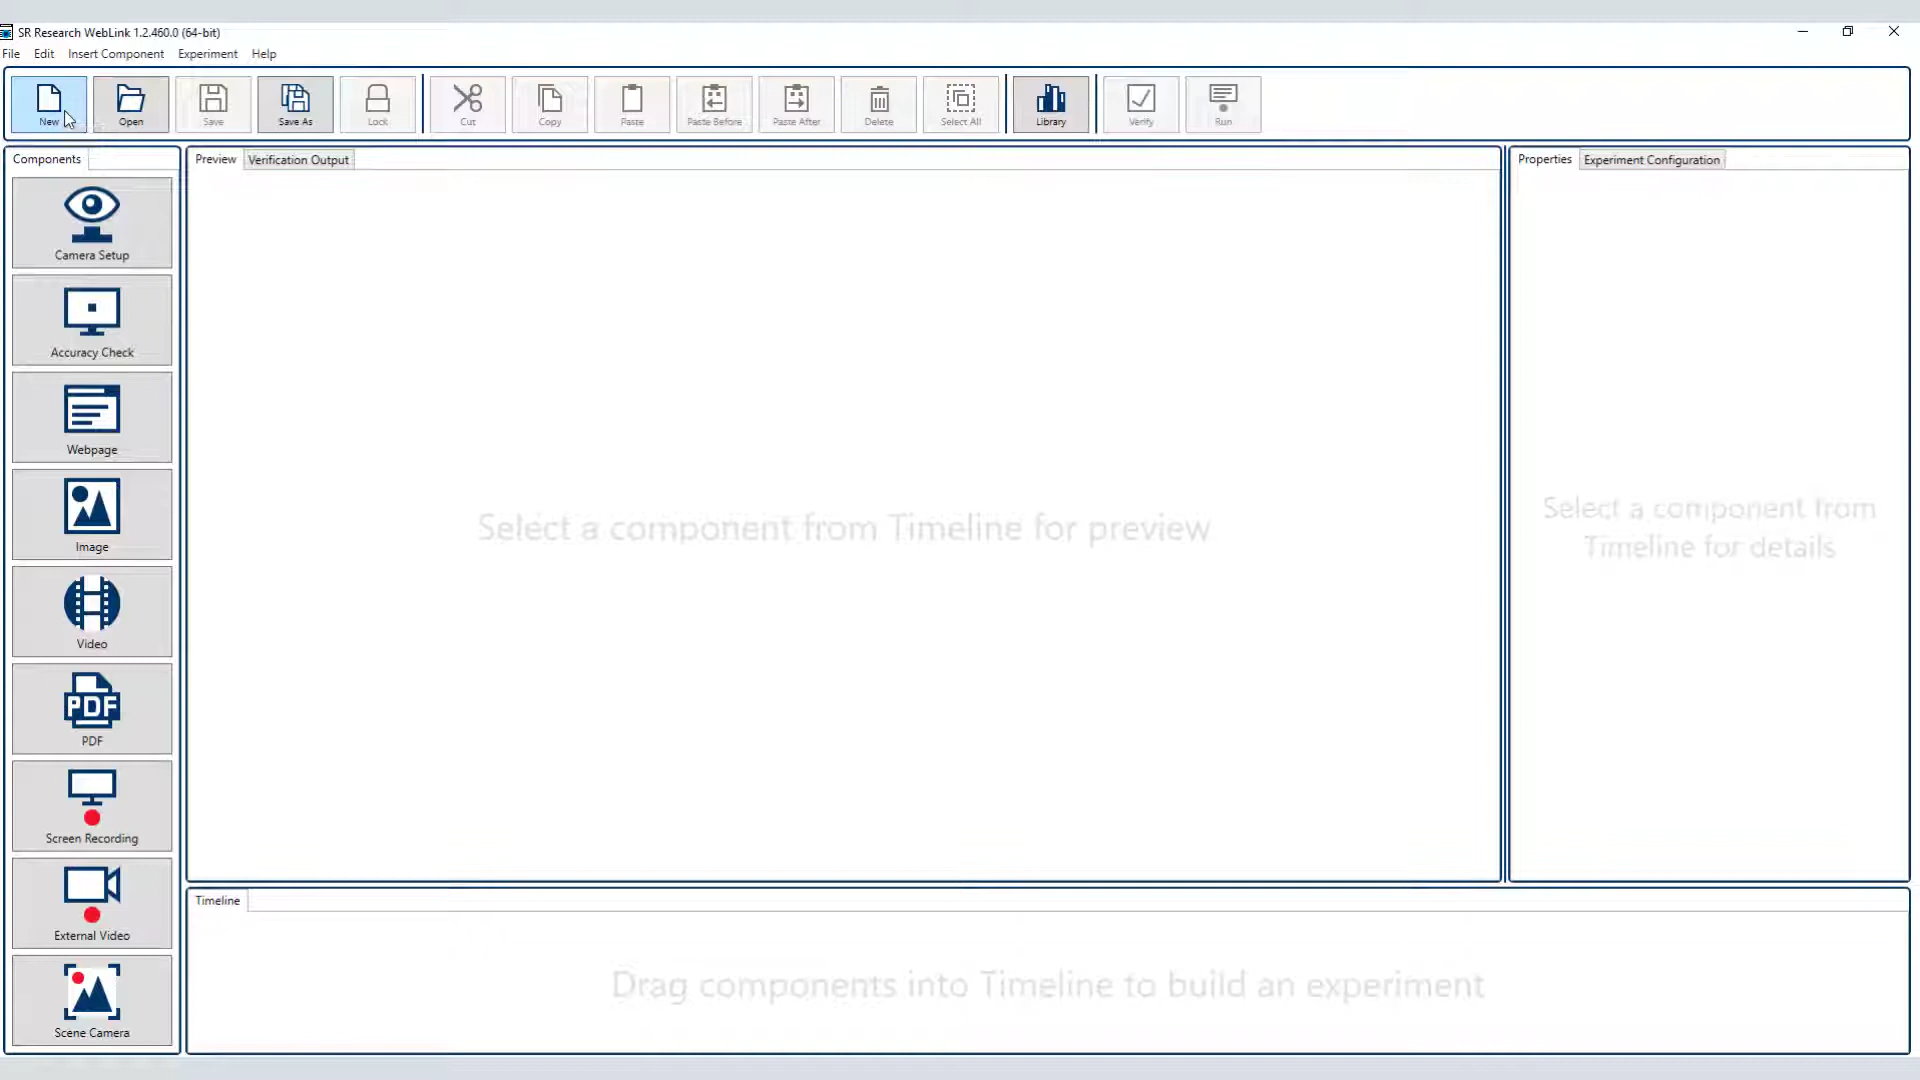 SR Research WebLink 1.2.460.0 (64-bit)
File Edit Insert Component Experiment Help
New Open Save Save As Lock Cut Copy Paste Paste Before Paste After Delete Select All Library Verify Run
Components
Camera Setup
Accuracy Check
Webpage
Image
Video
PDF
PDF
Screen Recording
External Video
Scene Camera
Preview Verification Output
Select a component from Timeline for preview
Properties Experiment Configuration
Select a component from
Timeline for details
Timeline
Drag components into Timeline to build an experiment